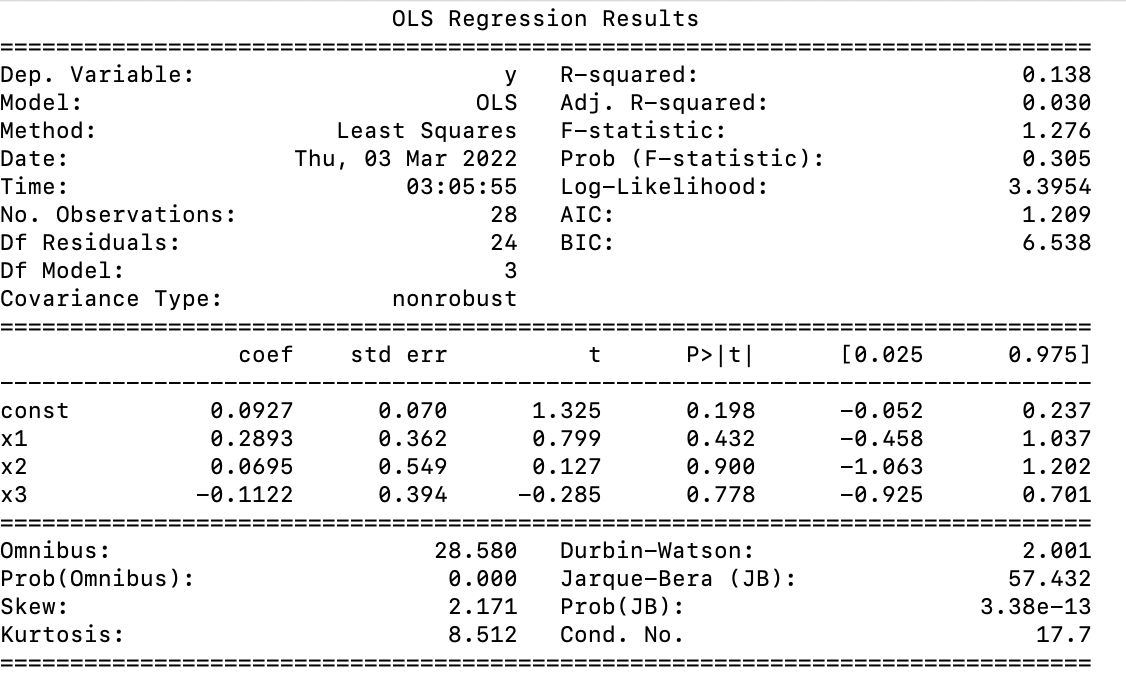 OLS Regression Results
==============================================================================
Dep. Variable:                      y   R-squared:                       0.138
Model:                            OLS   Adj. R-squared:                  0.030
Method:                 Least Squares   F-statistic:                     1.276
Date:                Thu, 03 Mar 2022   Prob (F-statistic):              0.305
Time:                        03:05:55   Log-Likelihood:                 3.3954
No. Observations:                  28   AIC:                             1.209
Df Residuals:                      24   BIC:                             6.538
Df Model:                           3
Covariance Type:            nonrobust
==============================================================================
                 coef    std err          t      P>|t|      [0.025      0.975]
------------------------------------------------------------------------------
const          0.0927      0.070      1.325      0.198      -0.052       0.237
x1             0.2893      0.362      0.799      0.432      -0.458       1.037
x2             0.0695      0.549      0.127      0.900      -1.063       1.202
x3            -0.1122      0.394     -0.285      0.778      -0.925       0.701
==============================================================================
Omnibus:                       28.580   Durbin-Watson:                   2.001
Prob(Omnibus):                  0.000   Jarque-Bera (JB):               57.432
Skew:                           2.171   Prob(JB):                     3.38e-13
Kurtosis:                       8.512   Cond. No.                         17.7
==============================================================================